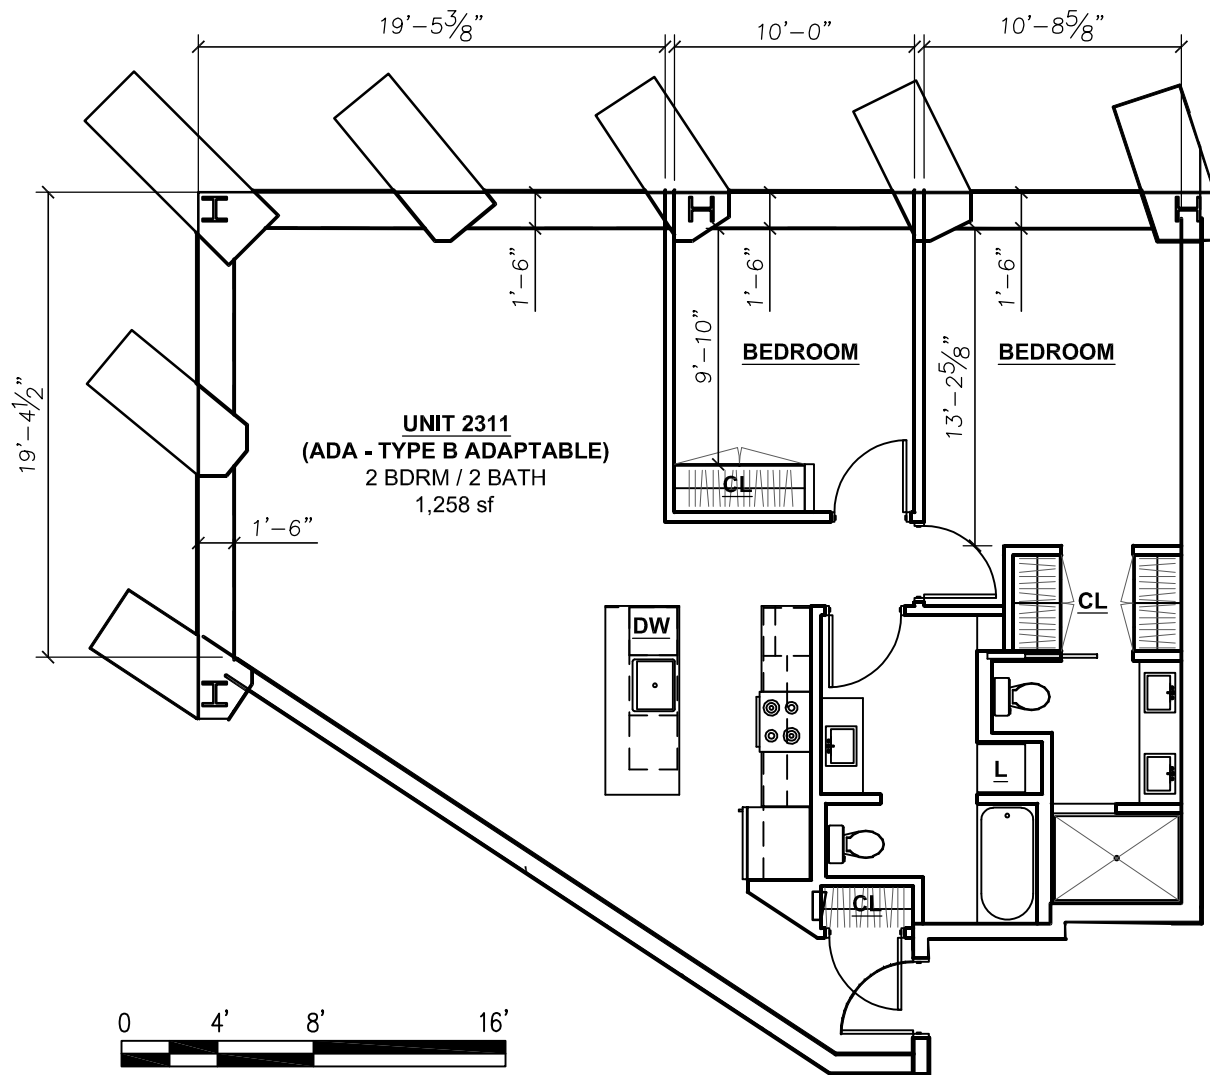 19'-5 3/8"
10'-0"
10'-8 5/8"
1'-6"
1'-6"
1'-6"
9'-10"
13'-2 5/8"
BEDROOM
BEDROOM
19'-4 1/2"
UNIT 2311
(ADA - TYPE B ADAPTABLE)
2 BDRM / 2 BATH
1,258 sf
CL
1'-6"
CL
DW
L
CL
0 4' 8' 16'